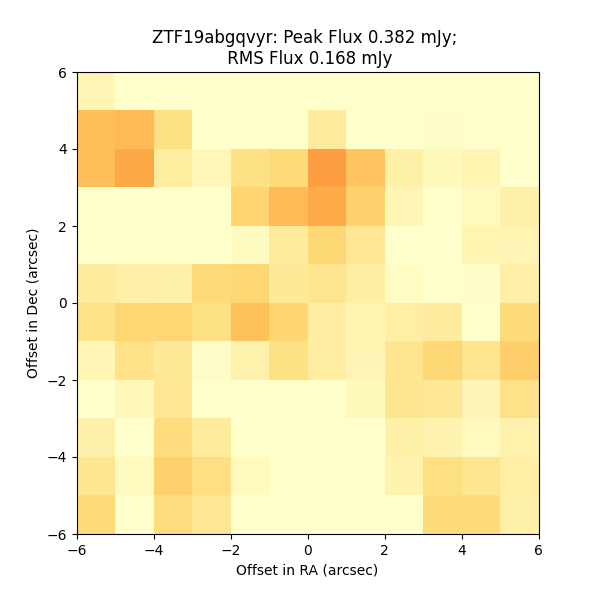 ZTF19abgqvyr: Peak Flux 0.382 mJy;
RMS Flux 0.168 mJy
6
4
2
0
−2
−4
−6
Offset in Dec (arcsec)
−6 −4 −2 0 2 4 6
Offset in RA (arcsec)